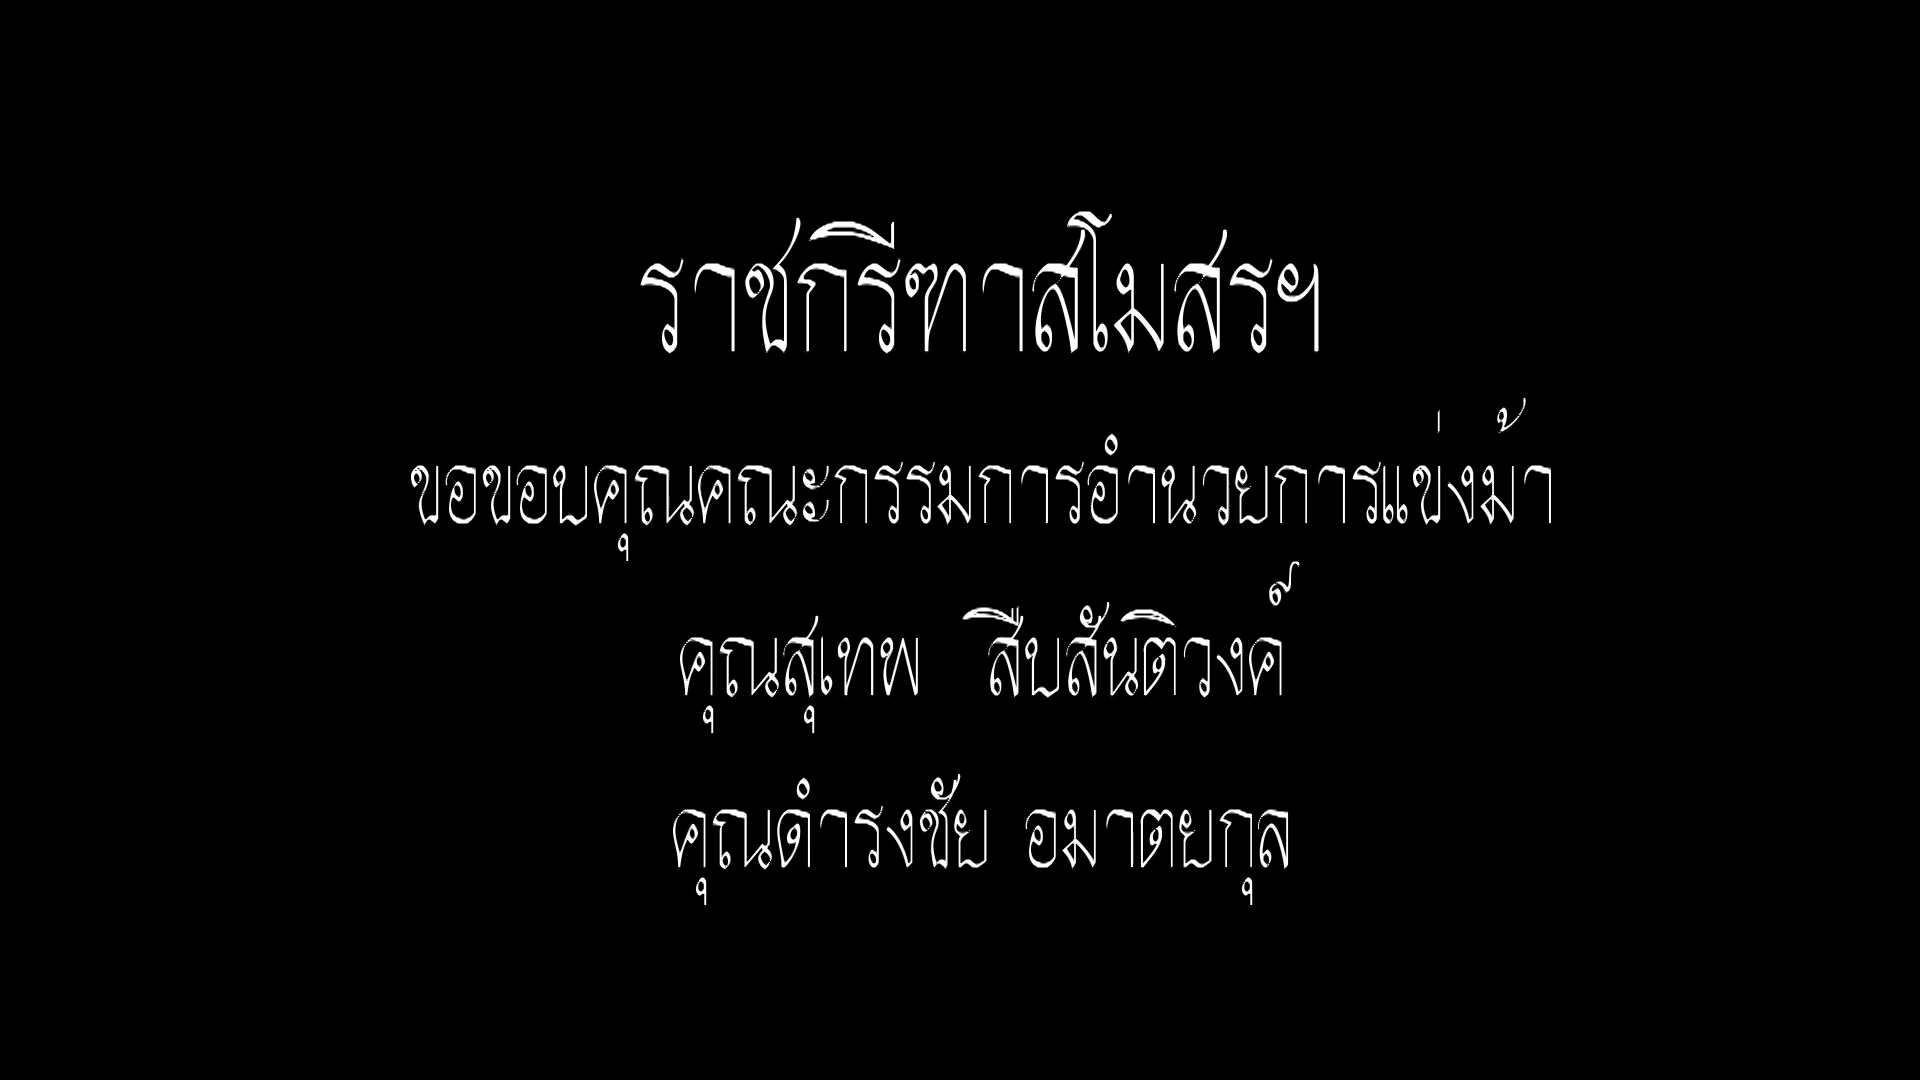 ราชกรีฑาสโมสรฯ
ขอขอบคุณคณะกรรมการอำนวยการแข่งม้า
คุณสุเทพ สืบสันติวงค์
คุณดำรงชัย อมาตยกุล